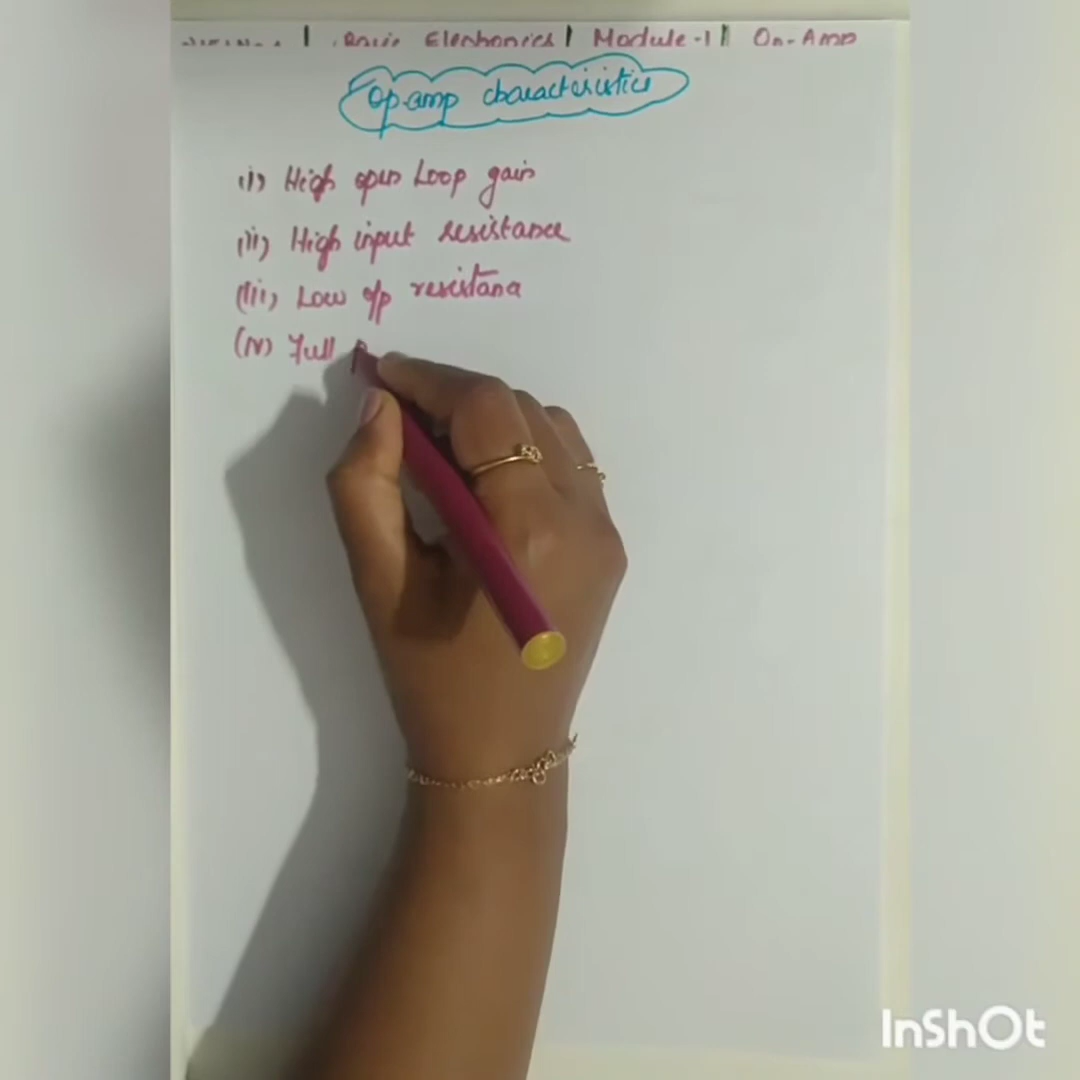 | Basic Electronics | Module-1 || Op-Amp
Op-amp characteristics
(i) High open Loop gain
(ii) High input resistance
(iii) Low o/p resistance
(iv) Full
InShOt